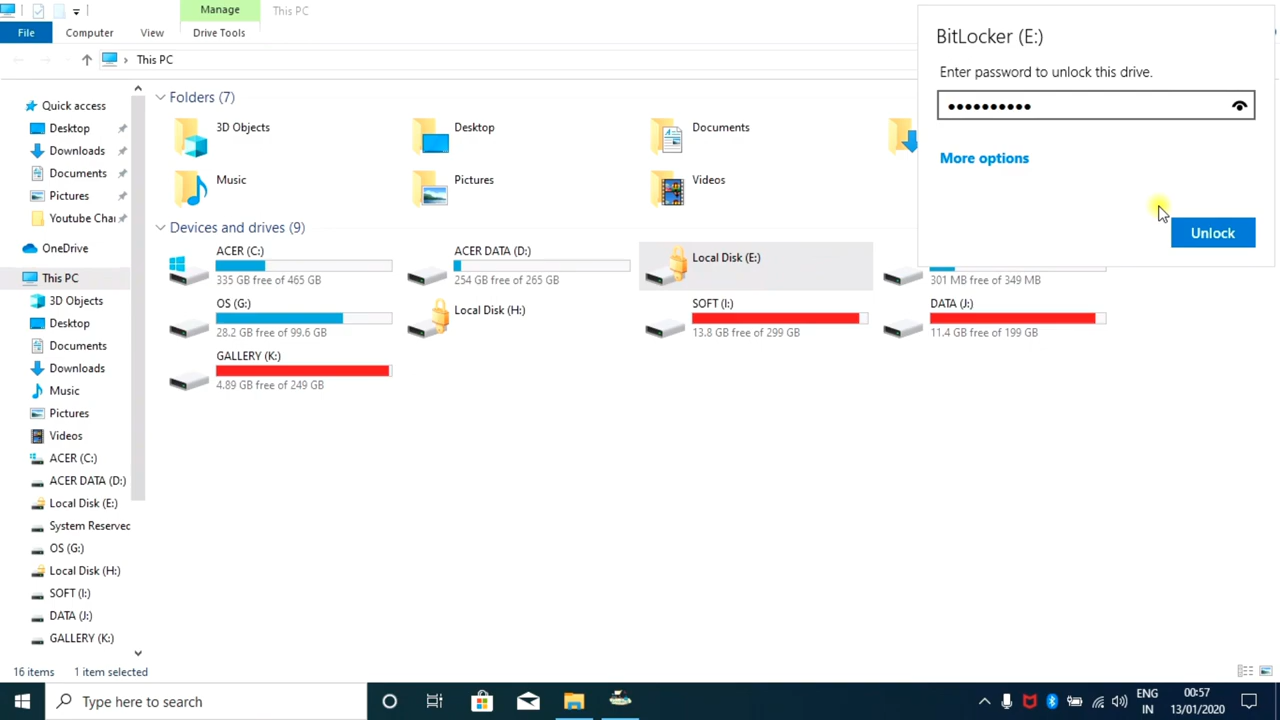 Manage
This PC
File
Computer
View
Drive Tools
This PC
Quick access
Desktop
Downloads
Documents
Pictures
Youtube Cha
OneDrive
This PC
3D Objects
Desktop
Documents
Downloads
Music
Pictures
Videos
ACER (C:)
ACER DATA (D:)
Local Disk (E:)
System Reserved
OS (G:)
Local Disk (H:)
SOFT (I:)
DATA (J:)
GALLERY (K:)
Folders (7)
3D Objects
Desktop
Documents
Music
Pictures
Videos
Devices and drives (9)
ACER (C:)
335 GB free of 465 GB
ACER DATA (D:)
254 GB free of 265 GB
Local Disk (E:)
301 MB free of 349 MB
OS (G:)
28.2 GB free of 99.6 GB
Local Disk (H:)
SOFT (I:)
13.8 GB free of 299 GB
DATA (J:)
11.4 GB free of 199 GB
GALLERY (K:)
4.89 GB free of 249 GB
BitLocker (E:)
Enter password to unlock this drive.
●●●●●●●●●●
More options
Unlock
16 items
1 item selected
Type here to search
ENG
IN
00:57
13/01/2020